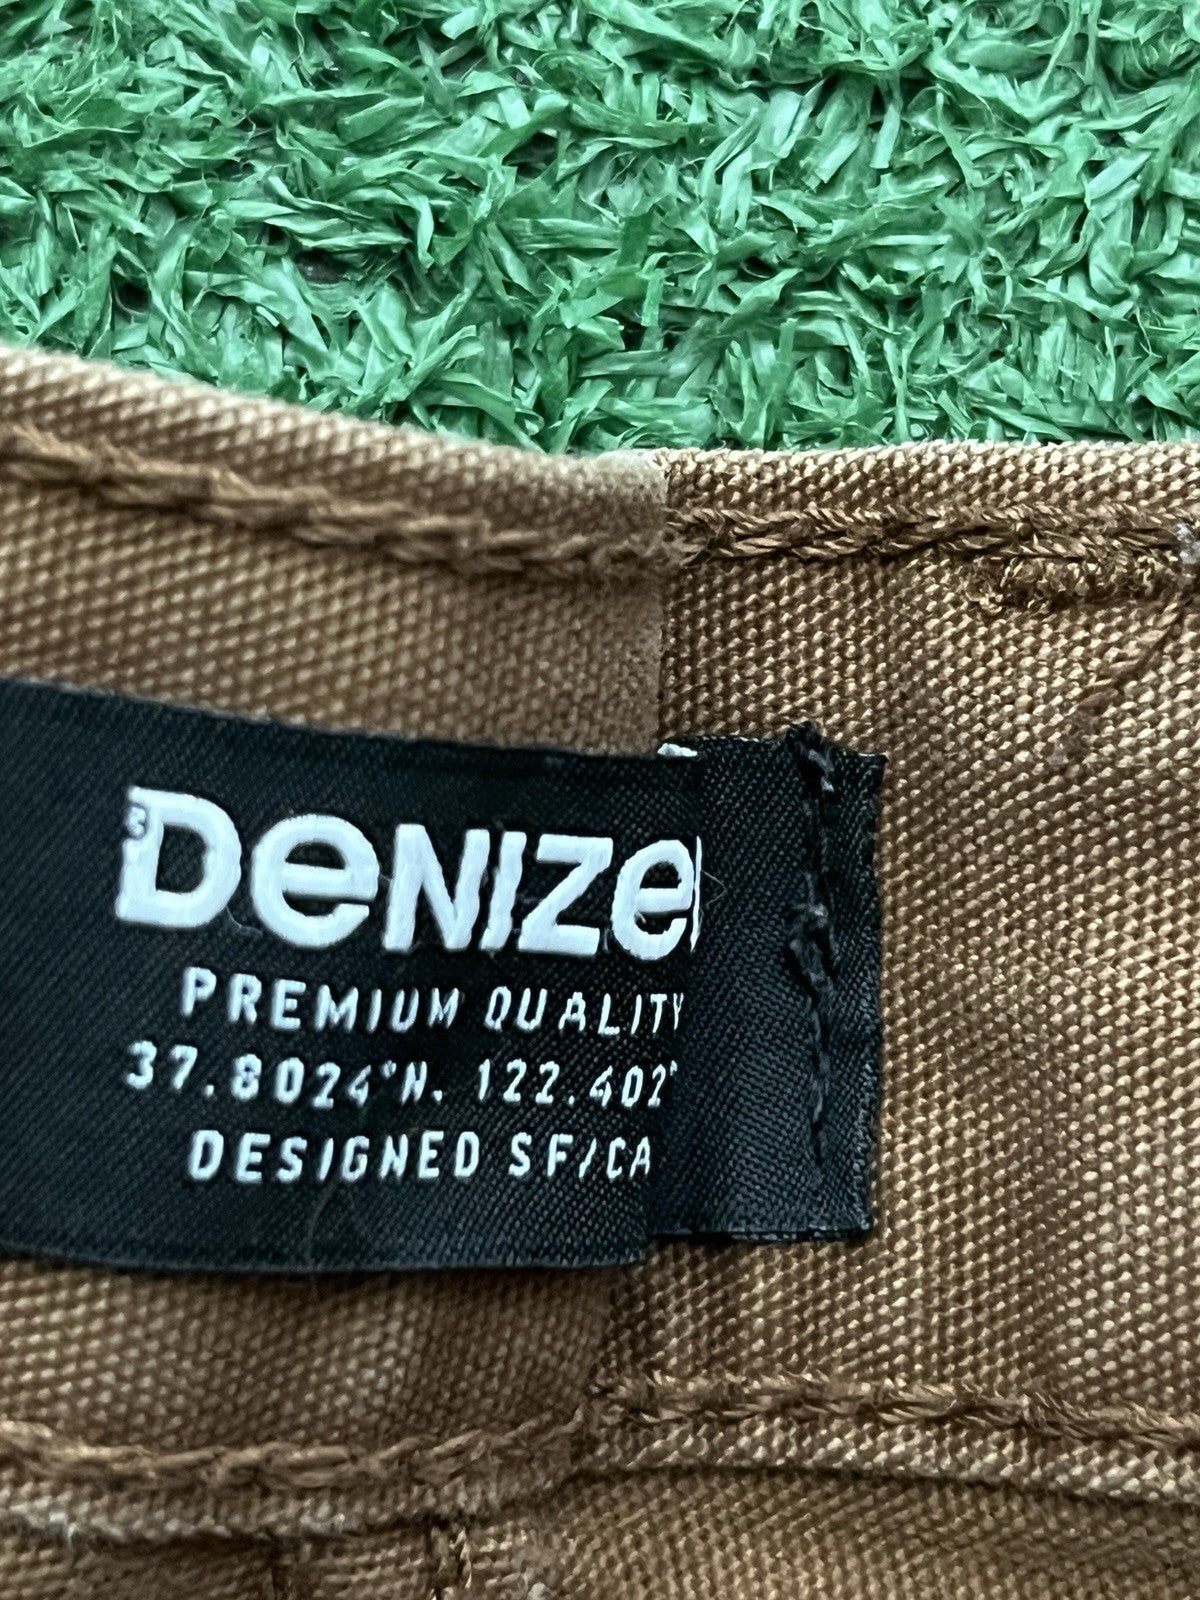 DeNIZe
PREMIUM QUALITY
37.8024°N. 122.402°
DESIGNED SF/CA